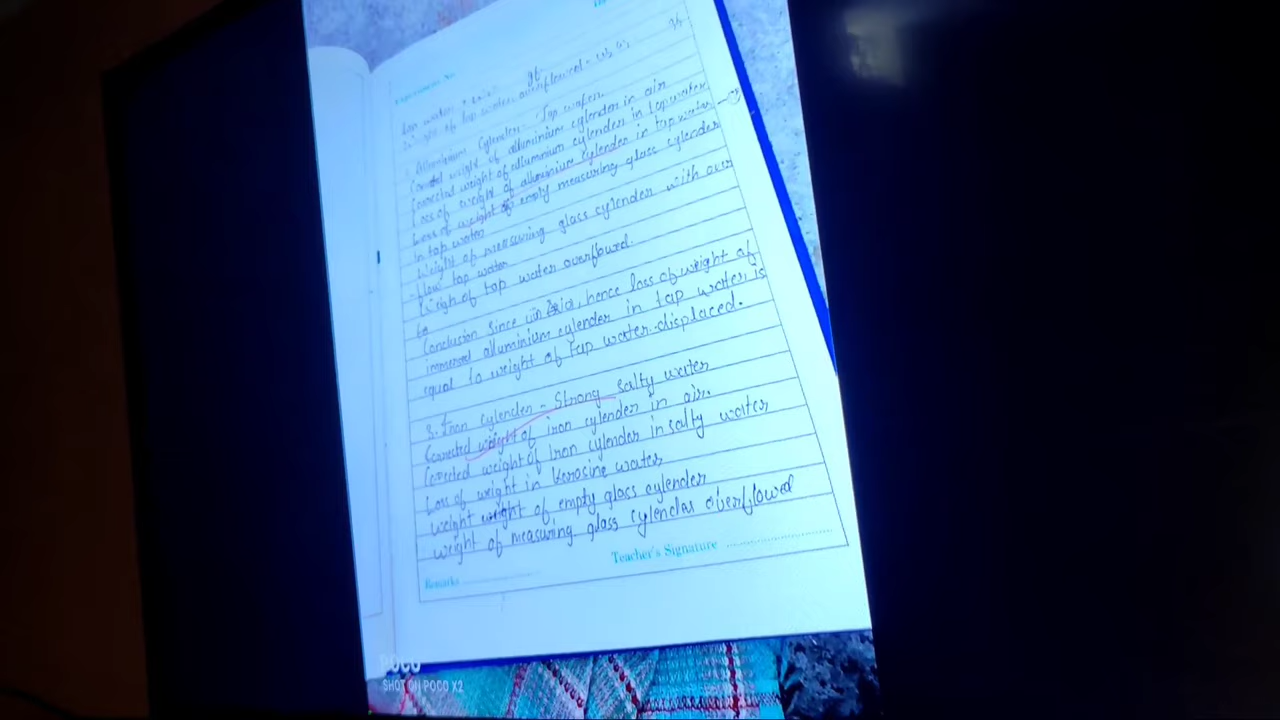 Experiment No.
tap water
weight of tap water overflowed =
Alluminium Cylender - Tap water
Corrected weight of alluminium cylender in air
Corrected weight of alluminium cylender in tap water
Loss of weight of alluminium cylender in tap water
Loss of weight of empty measuring glass cylender
in tap water
Weight of measuring glass cylender with over
-flow tap water
Weigh of tap water overflowed.
Conclusion since hence loss of weight of
immersed alluminium cylender in tap water, is
equal to weight of tap water displaced.
3. Iron cylender - Strong salty water
Corrected weight of iron cylender in air.
Corrected weight of Iron cylender in salty water
Loss of weight in kerosine water
weight weight of empty glass cylender
weight of measuring glass cylender overflowed
Teacher's Signature
Remarks
POCO
SHOT ON POCO X2